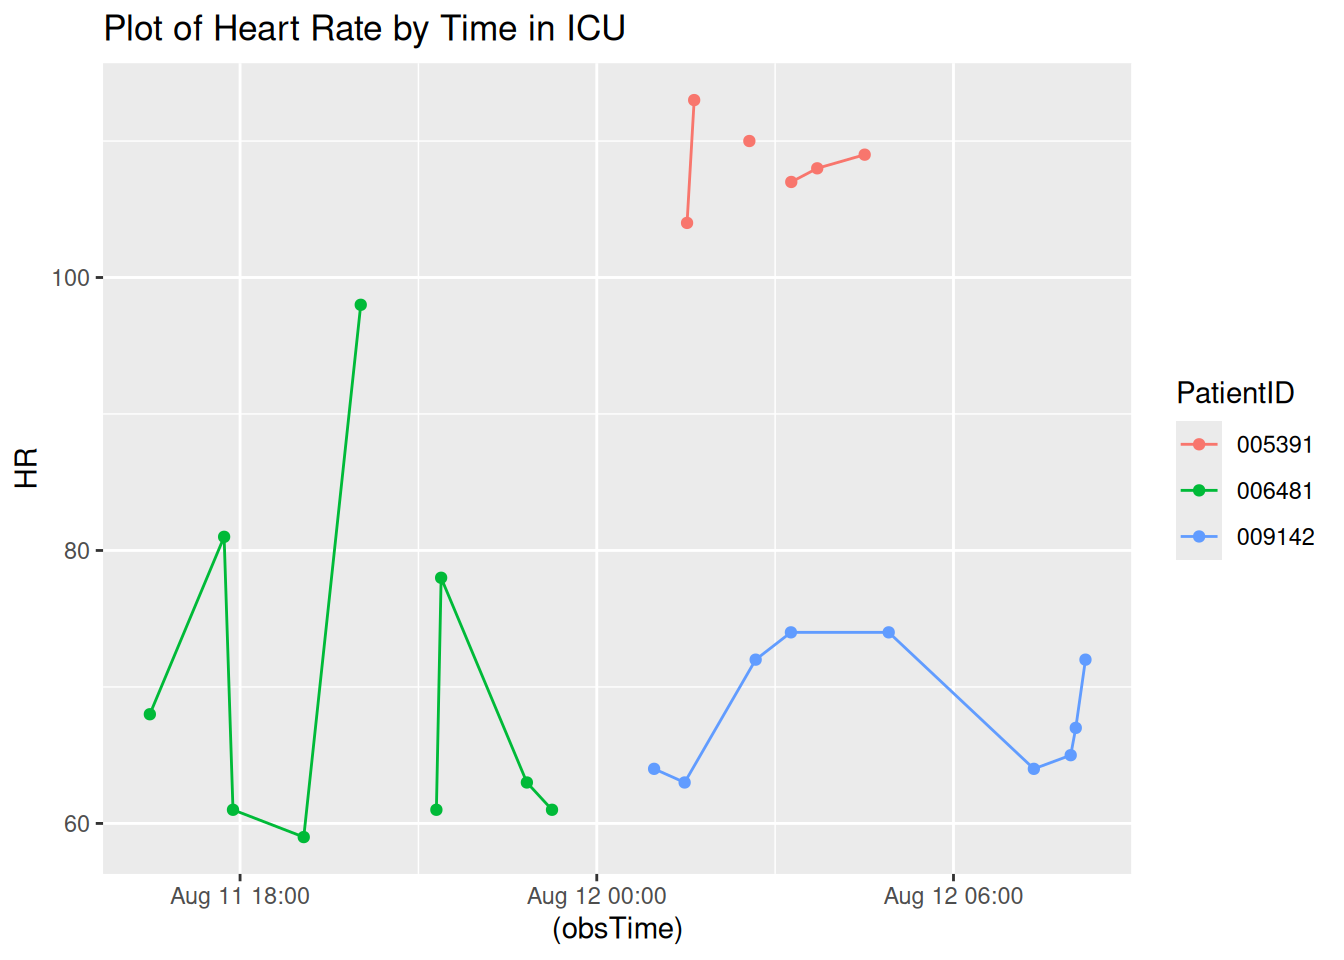 Plot of Heart Rate by Time in ICU
HR
100
80
60
Aug 11 18:00
Aug 12 00:00
Aug 12 06:00
(obsTime)
PatientID
005391
006481
009142